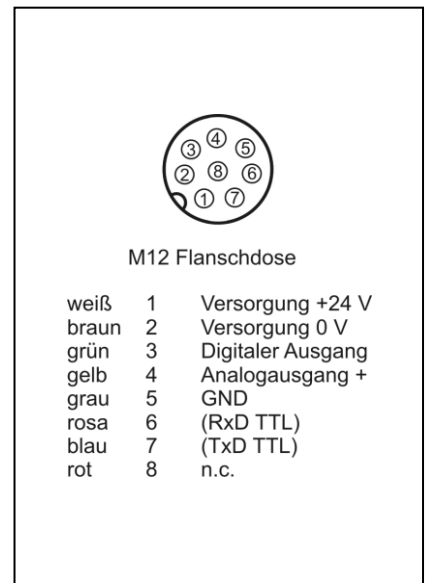 4
3 5
2 8 6
1 7
M12 Flanschdose
weiß 1 Versorgung +24 V
braun 2 Versorgung 0 V
grün 3 Digitaler Ausgang
gelb 4 Analogausgang +
grau 5 GND
rosa 6 (RxD TTL)
blau 7 (TxD TTL)
rot 8 n.c.